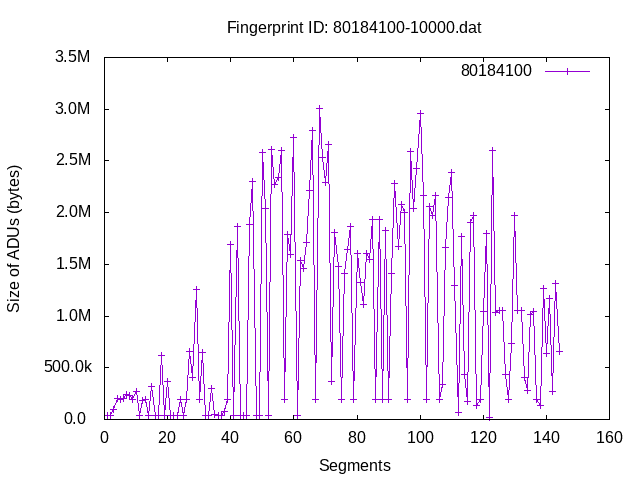 Fingerprint ID: 80184100-10000.dat
80184100
3.5M
3.0M
2.5M
2.0M
1.5M
1.0M
500.0k
0.0
Size of ADUs (bytes)
0 20 40 60 80 100 120 140 160
Segments